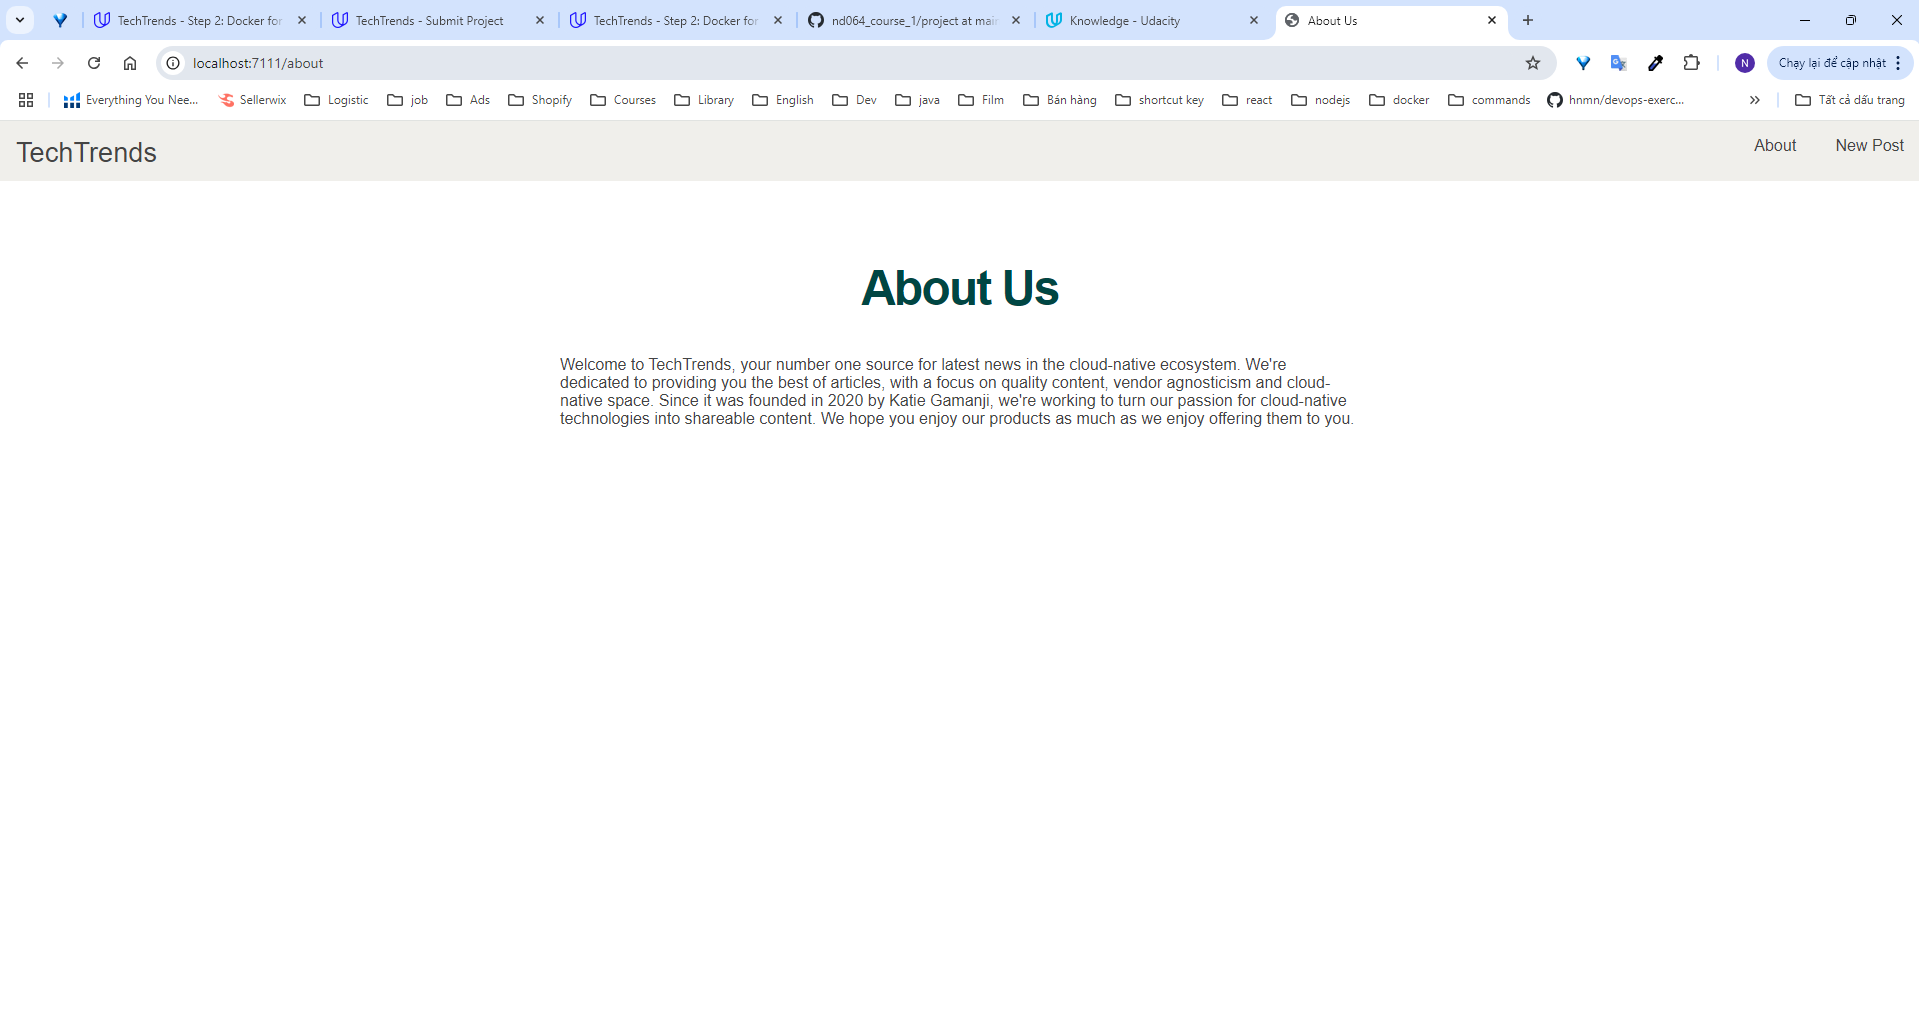 TechTrends - Step 2: Docker for
TechTrends - Submit Project
TechTrends - Step 2: Docker for
nd064_course_1/project at main
Knowledge - Udacity
About Us
localhost:7111/about
N
Chạy lại để cập nhật
Everything You Nee...
Sellerwix
Logistic
job
Ads
Shopify
Courses
Library
English
Dev
java
Film
Bán hàng
shortcut key
react
nodejs
docker
commands
hnmn/devops-exerc...
Tất cả dấu trang
TechTrends
About
New Post
About Us
Welcome to TechTrends, your number one source for latest news in the cloud-native ecosystem. We're
dedicated to providing you the best of articles, with a focus on quality content, vendor agnosticism and cloud-
native space. Since it was founded in 2020 by Katie Gamanji, we're working to turn our passion for cloud-native
technologies into shareable content. We hope you enjoy our products as much as we enjoy offering them to you.